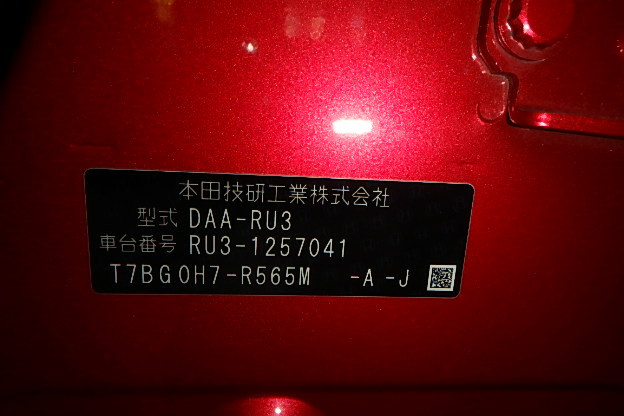 本田技研工業株式会社
型式 DAA-RU3
車台番号 RU3-1257041
T7BG0H7-R565M -A -J